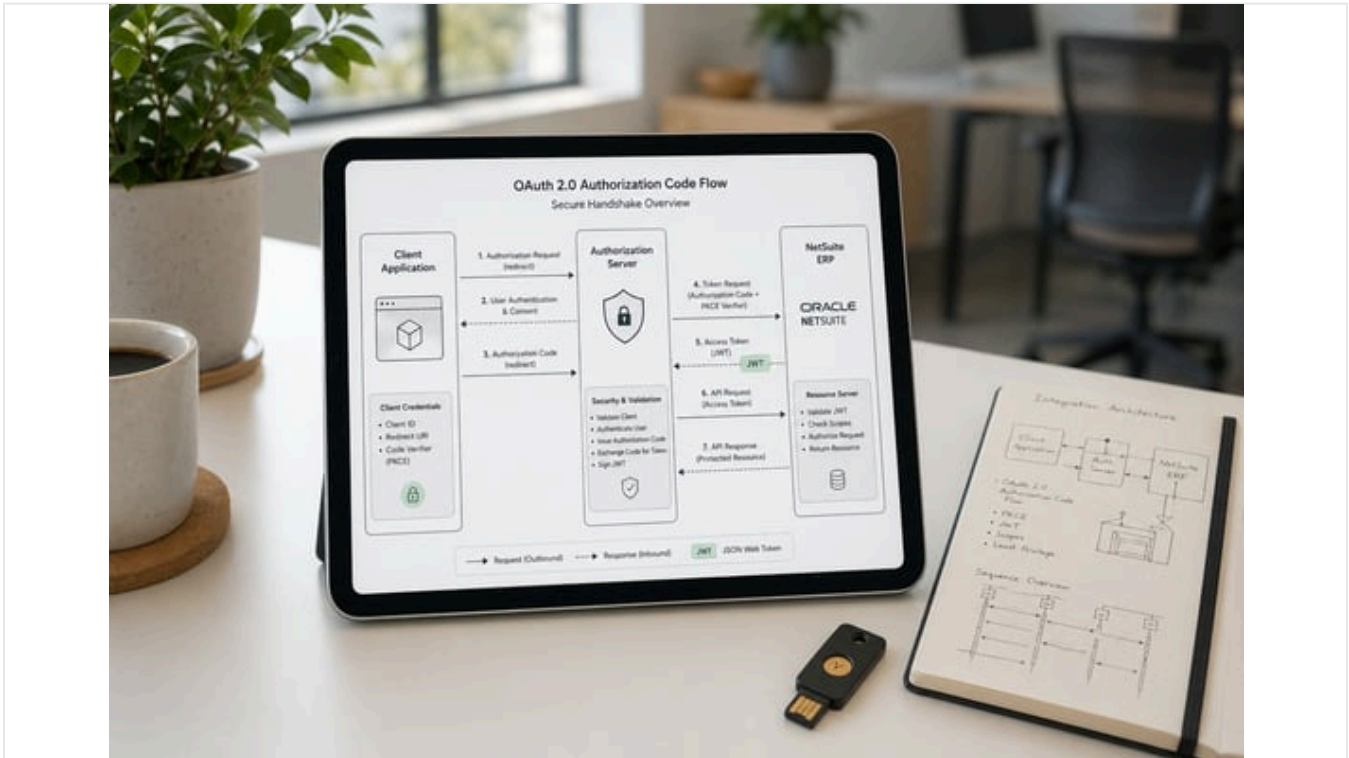 OAuth 2.0 Authorization Code Flow
Secure Handshake Overview
Client
Application
1. Authorization Request
(redirect)
2. User Authentication
& Consent
3. Authorization Code
(redirect)
Client Credentials
• Client ID
• Redirect URI
• Code Verifier
(PKCE)
Authorization
Server
Security & Validation
• Validate Client
• Authenticate User
• Issue Authorization Code
• Exchange Code for Token
• Sign JWT
4. Token Request
(Authorization Code +
PKCE Verifier)
5. Access Token
(JWT)
JWT
6. API Request
(Access Token)
7. API Response
(Protected Resource)
NetSuite
ERP
ORACLE
NETSUITE
Resource Server
• Validate JWT
• Check Scopes
• Authorize Request
• Return Resource
Request (Outbound)
Response (Inbound)
JWT JSON Web Token
Integration Architecture
Client
Application
Auth
Server
NetSuite
ERP
OAuth 2.0
Authorization Code
Flow
• PKCE
• JWT
• Scopes
• Least Privilege
Sequence Overview
Y